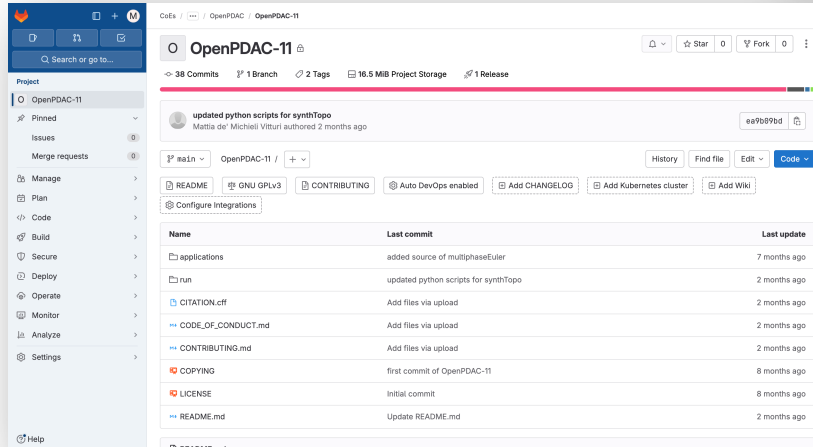 M
CoEs / ... / OpenPDAC / OpenPDAC-11
Search or go to...
Project
O OpenPDAC-11
Pinned
Issues 0
Merge requests 0
Manage
Plan
Code
Build
Secure
Deploy
Operate
Monitor
Analyze
Settings
Help
O OpenPDAC-11
Star 0 Fork 0
38 Commits 1 Branch 2 Tags 16.5 MiB Project Storage 1 Release
updated python scripts for synthTopo
Mattia de' Michieli Vitturi authored 2 months ago
ea9b09bd
main OpenPDAC-11 / + History Find file Edit Code
README GNU GPLv3 CONTRIBUTING Auto DevOps enabled Add CHANGELOG Add Kubernetes cluster Add Wiki
Configure Integrations
Name Last commit Last update
applications added source of multiphaseEuler 7 months ago
run updated python scripts for synthTopo 2 months ago
CITATION.cff Add files via upload 2 months ago
CODE_OF_CONDUCT.md Add files via upload 2 months ago
CONTRIBUTING.md Add files via upload 2 months ago
COPYING first commit of OpenPDAC-11 8 months ago
LICENSE Initial commit 8 months ago
README.md Update README.md 2 months ago